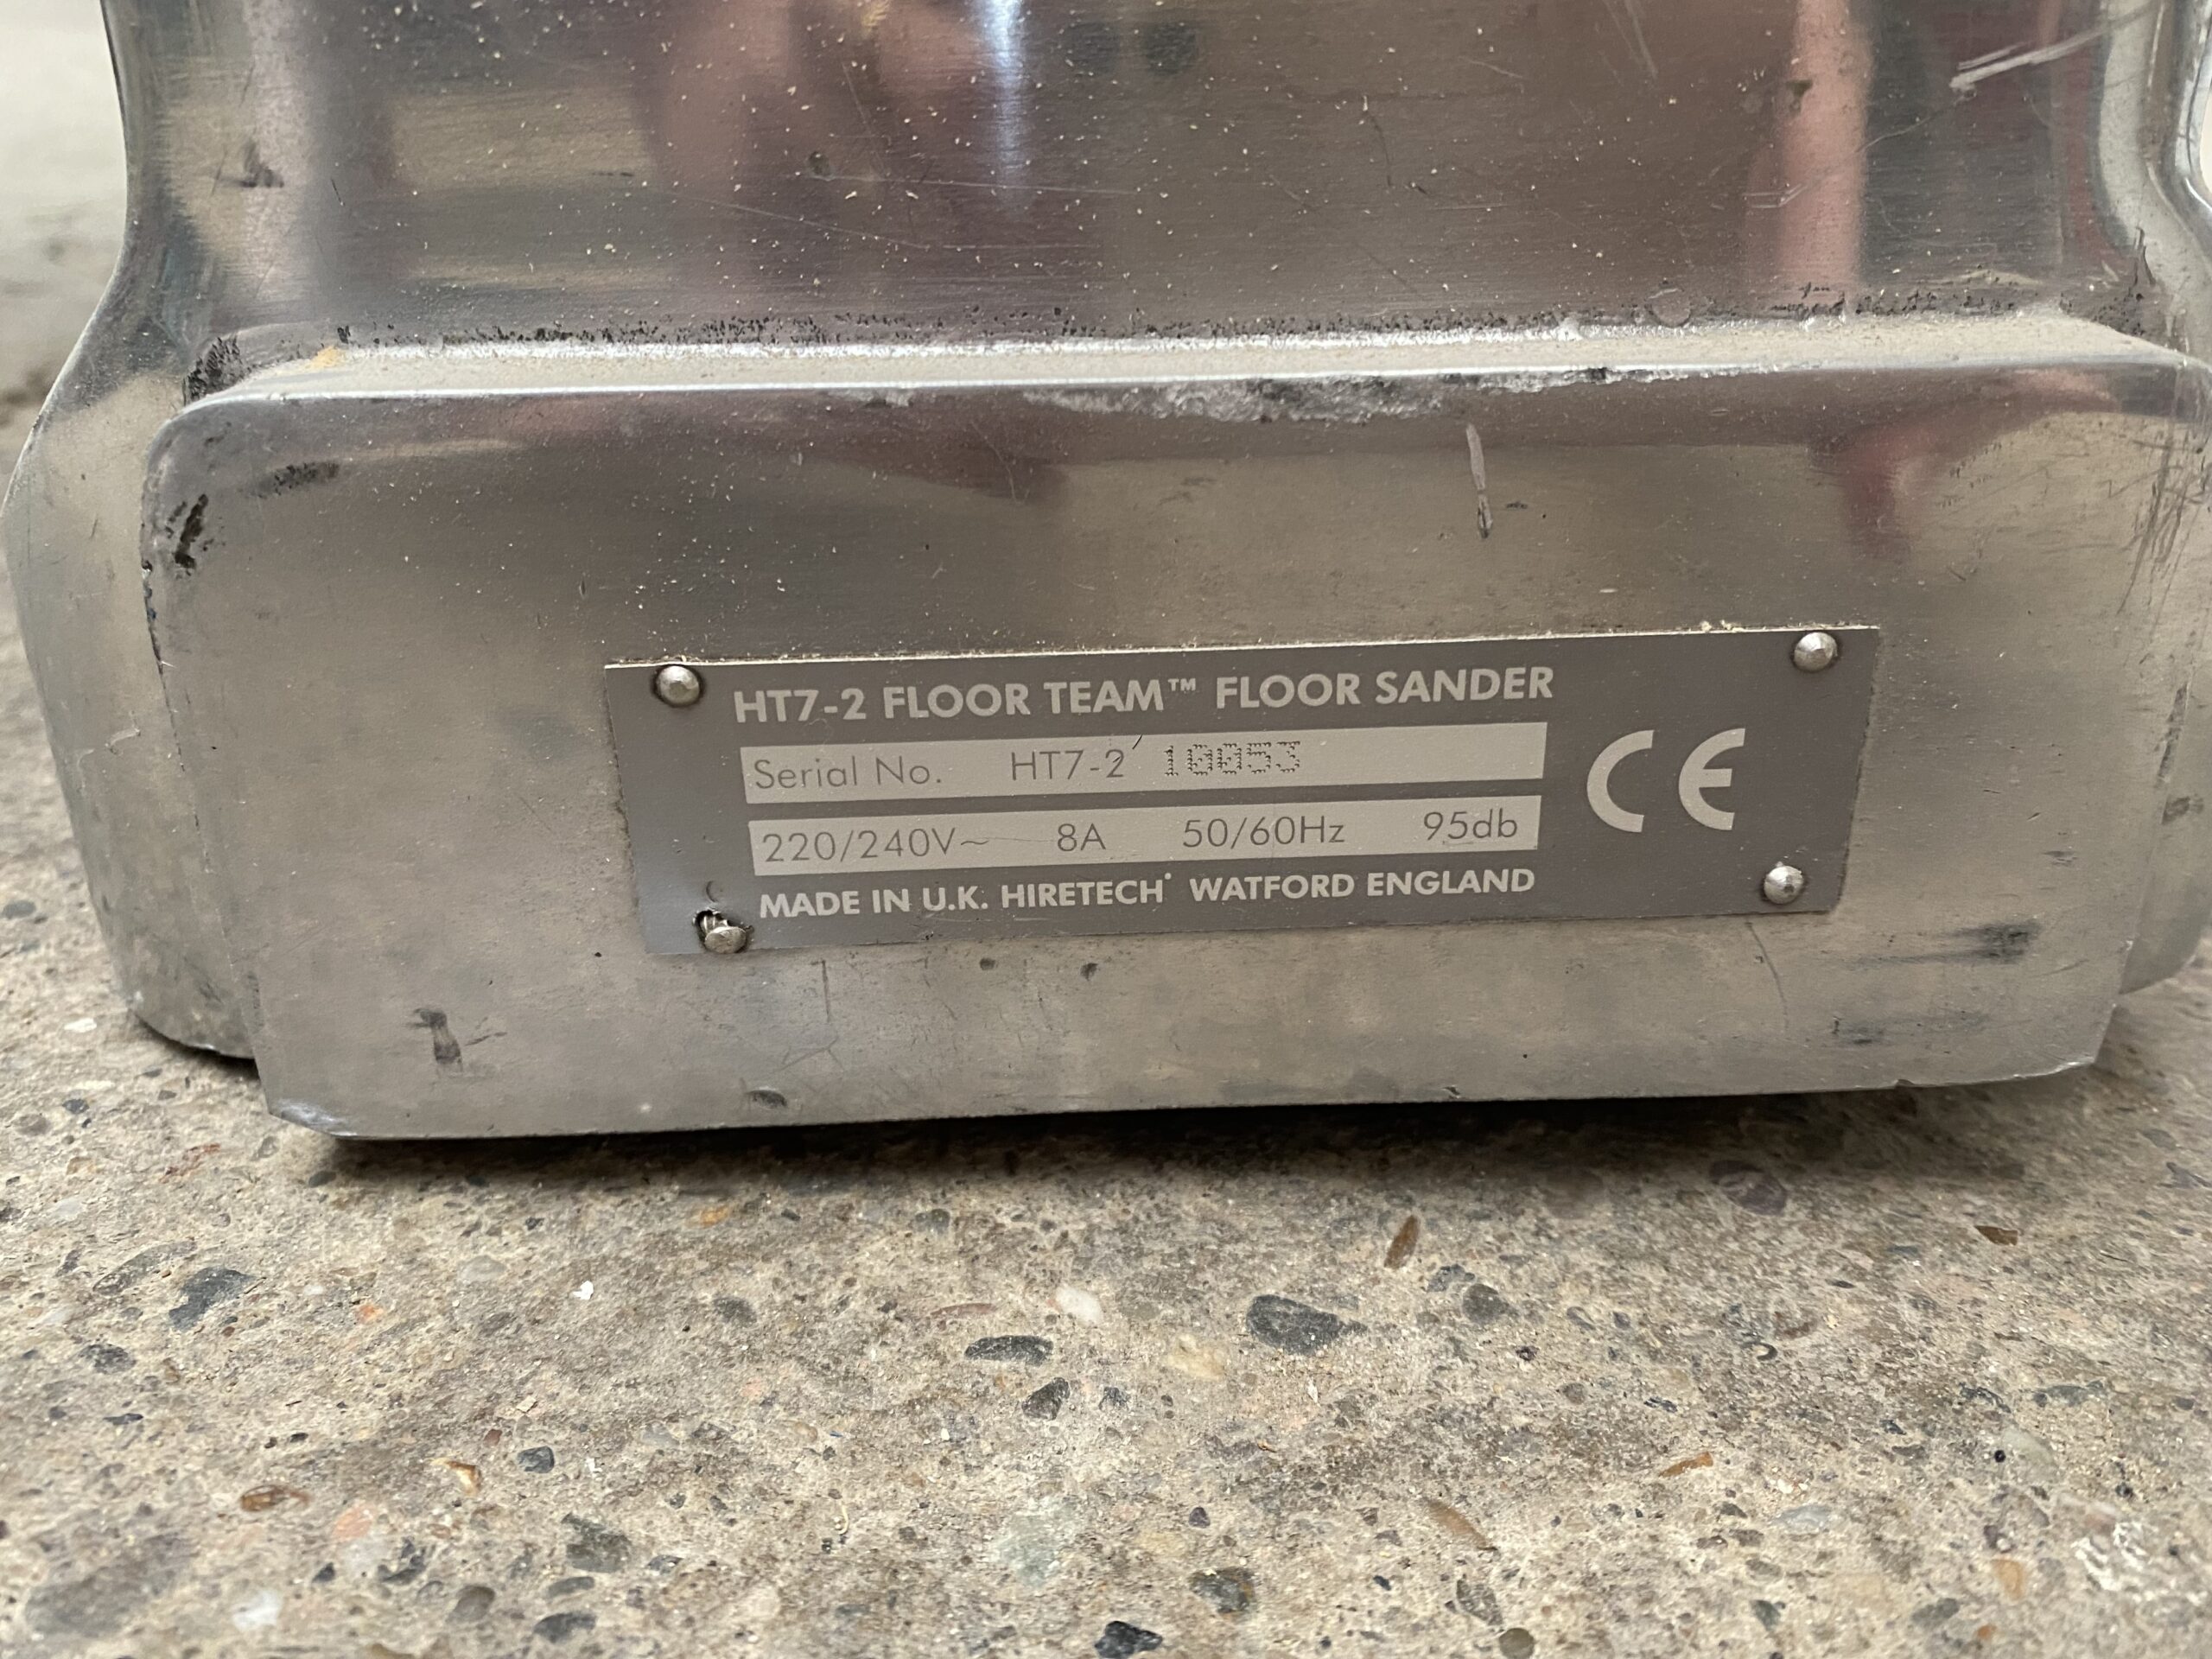 HT7-2 FLOOR TEAM™ FLOOR SANDER
Serial No. HT7-2 10053
220/240V~ 8A 50/60Hz 95db
CE
MADE IN U.K. HIRETECH WATFORD ENGLAND